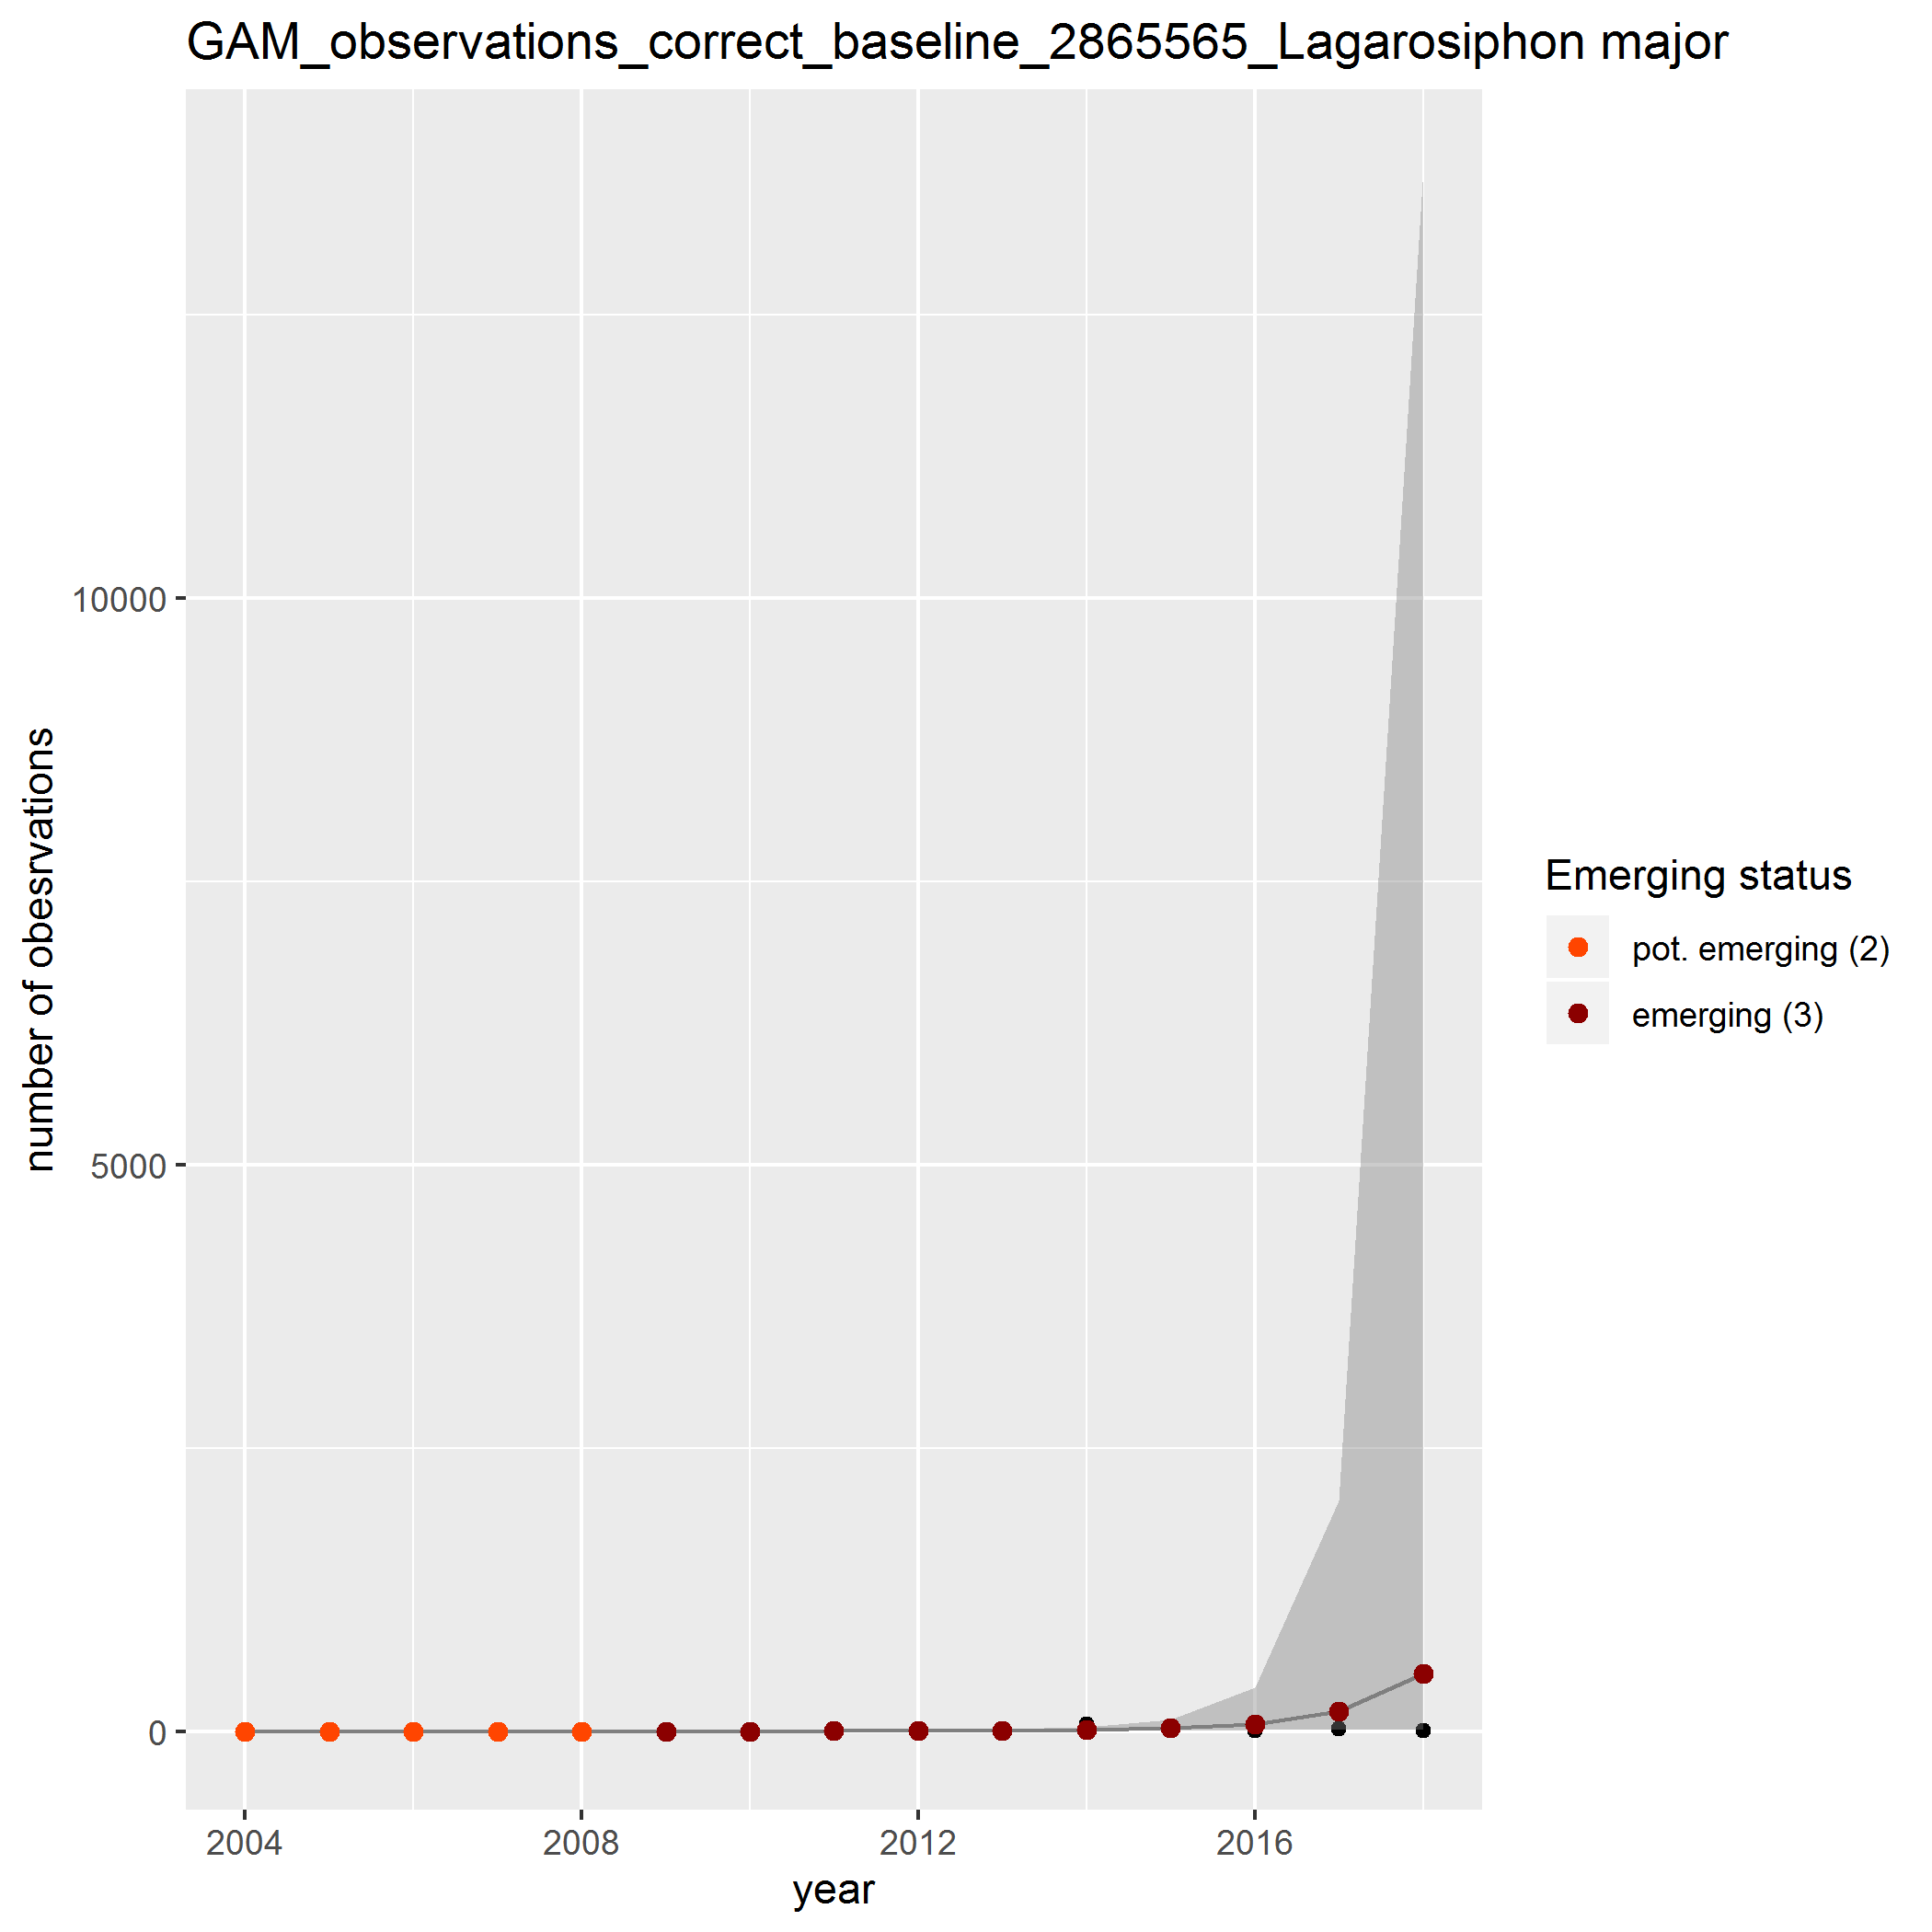 GAM_observations_correct_baseline_2865565_Lagarosiphon major
number of obesrvations
10000
5000
0
2004
2008
2012
2016
year
Emerging status
pot. emerging (2)
emerging (3)